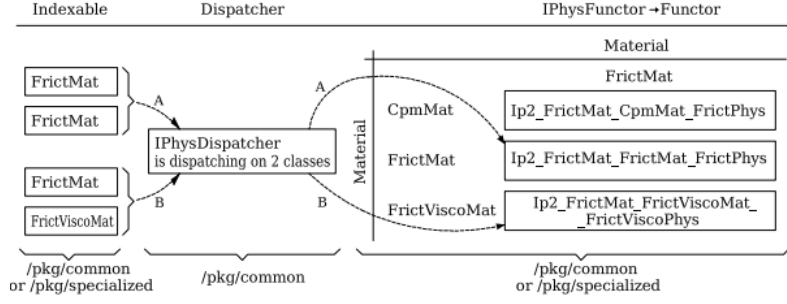 Indexable
Dispatcher
IPhysFunctor→Functor
Material
FrictMat
FrictMat
FrictMat
A
A
CpmMat
Ip2_FrictMat_CpmMat_FrictPhys
IPhysDispatcher
is dispatching on 2 classes
Material
FrictMat
Ip2_FrictMat_FrictMat_FrictPhys
FrictMat
FrictViscoMat
B
B
FrictViscoMat
Ip2_FrictMat_FrictViscoMat_
_FrictViscoPhys
/pkg/common
or /pkg/specialized
/pkg/common
/pkg/common
or /pkg/specialized